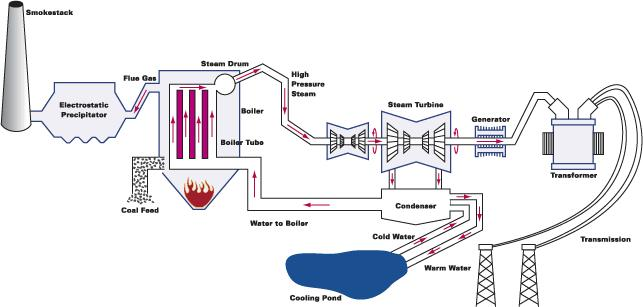 Smokestack
Steam Drum
Flue Gas
High
Pressure
Steam
Electrostatic
Precipitator
Boiler
Steam Turbine
Generator
Boiler Tube
Transformer
Coal Feed
Condenser
Water to Boiler
Cold Water
Transmission
Warm Water
Cooling Pond